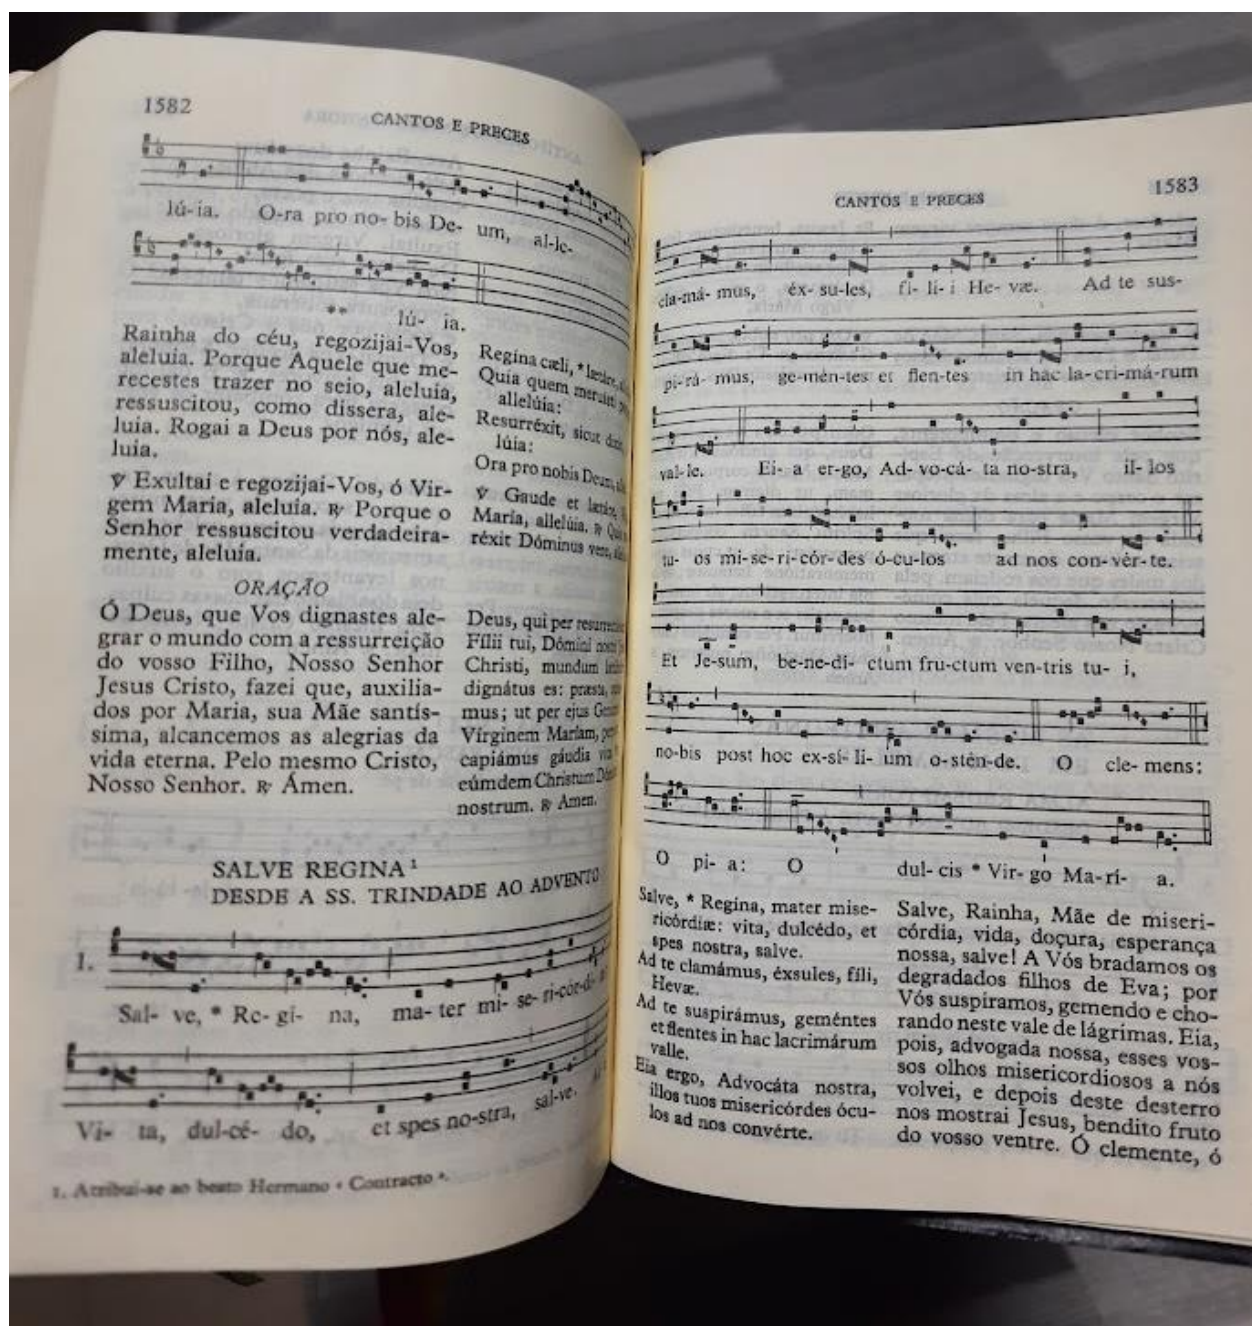 1582
CANTOS E PRECES
lú-ia. O-ra pro no-bis De- um, al-le-
** lú- ia.
Rainha do céu, regozijai-Vos,
aleluia. Porque Aquele que me-
recestes trazer no seio, aleluia,
ressuscitou, como dissera, ale-
luia. Rogai a Deus por nós, ale-
luia.
℣ Exultai e regozijai-Vos, ó Vir-
gem Maria, aleluia. ℟ Porque o
Senhor ressuscitou verdadeira-
mente, aleluia.
Regína cæli, * lætáre,
Quia quem meruísti
allelúia:
Resurréxit, sicut
lúia:
Ora pro nobis Deum,
℣ Gaude et lætáre,
María, allelúia. ℟
réxit Dóminus vere,
ORAÇÃO
Ó Deus, que Vos dignastes ale-
grar o mundo com a ressurreição
do vosso Filho, Nosso Senhor
Jesus Cristo, fazei que, auxilia-
dos por Maria, sua Mãe santís-
sima, alcancemos as alegrias da
vida eterna. Pelo mesmo Cristo,
Nosso Senhor. ℟ Ámen.
Deus, qui per
Fílii tui, Dómini
Christi, mundum
dignátus es: præsta,
mus; ut per ejus
Vírginem Maríam,
capiámus gáudia
eúmdem Christum
nostrum. ℟ Amen.
SALVE REGINA¹
DESDE A SS. TRINDADE AO ADVENTO
1.
Sal- ve, * Re-gi- na, ma-ter mi-se-ri-cór-di-
Vi- ta, dul-cé- do, et spes no-stra, sal-ve.
1. Atribui-se ao beato Hermano « Contracto ».
CANTOS E PRECES
1583
cla-má-mus, éx-su-les, fi-li-i He-væ. Ad te sus-
pi-rá-mus, ge-mén-tes et flen-tes in hac la-cri-má-rum
val-le. Ei-a er-go, Ad-vo-cá-ta no-stra, il-los
tu-os mi-se-ri-cór-des ó-cu-los ad nos con-vér-te.
Et Je-sum, be-ne-dí-ctum fru-ctum ven-tris tu-i,
no-bis post hoc ex-sí-li-um o-stén-de. O cle-mens:
O pi-a: O dul-cis * Vir-go Ma-rí-a.
Salve, * Regína, mater mise-
ricórdiæ: vita, dulcédo, et
spes nostra, salve.
Ad te clamámus, éxsules, fíli,
Hevæ.
Ad te suspirámus, geméntes
et flentes in hac lacrimárum
valle.
Eia ergo, Advocáta nostra,
illos tuos misericórdes ócu-
los ad nos convérte.
Salve, Rainha, Mãe de miseri-
córdia, vida, doçura, esperança
nossa, salve! A Vós bradamos os
degradados filhos de Eva; por
Vós suspiramos, gemendo e cho-
rando neste vale de lágrimas. Eia,
pois, advogada nossa, esses vos-
sos olhos misericordiosos a nós
volvei, e depois deste desterro
nos mostrai Jesus, bendito fruto
do vosso ventre. Ó clemente, ó